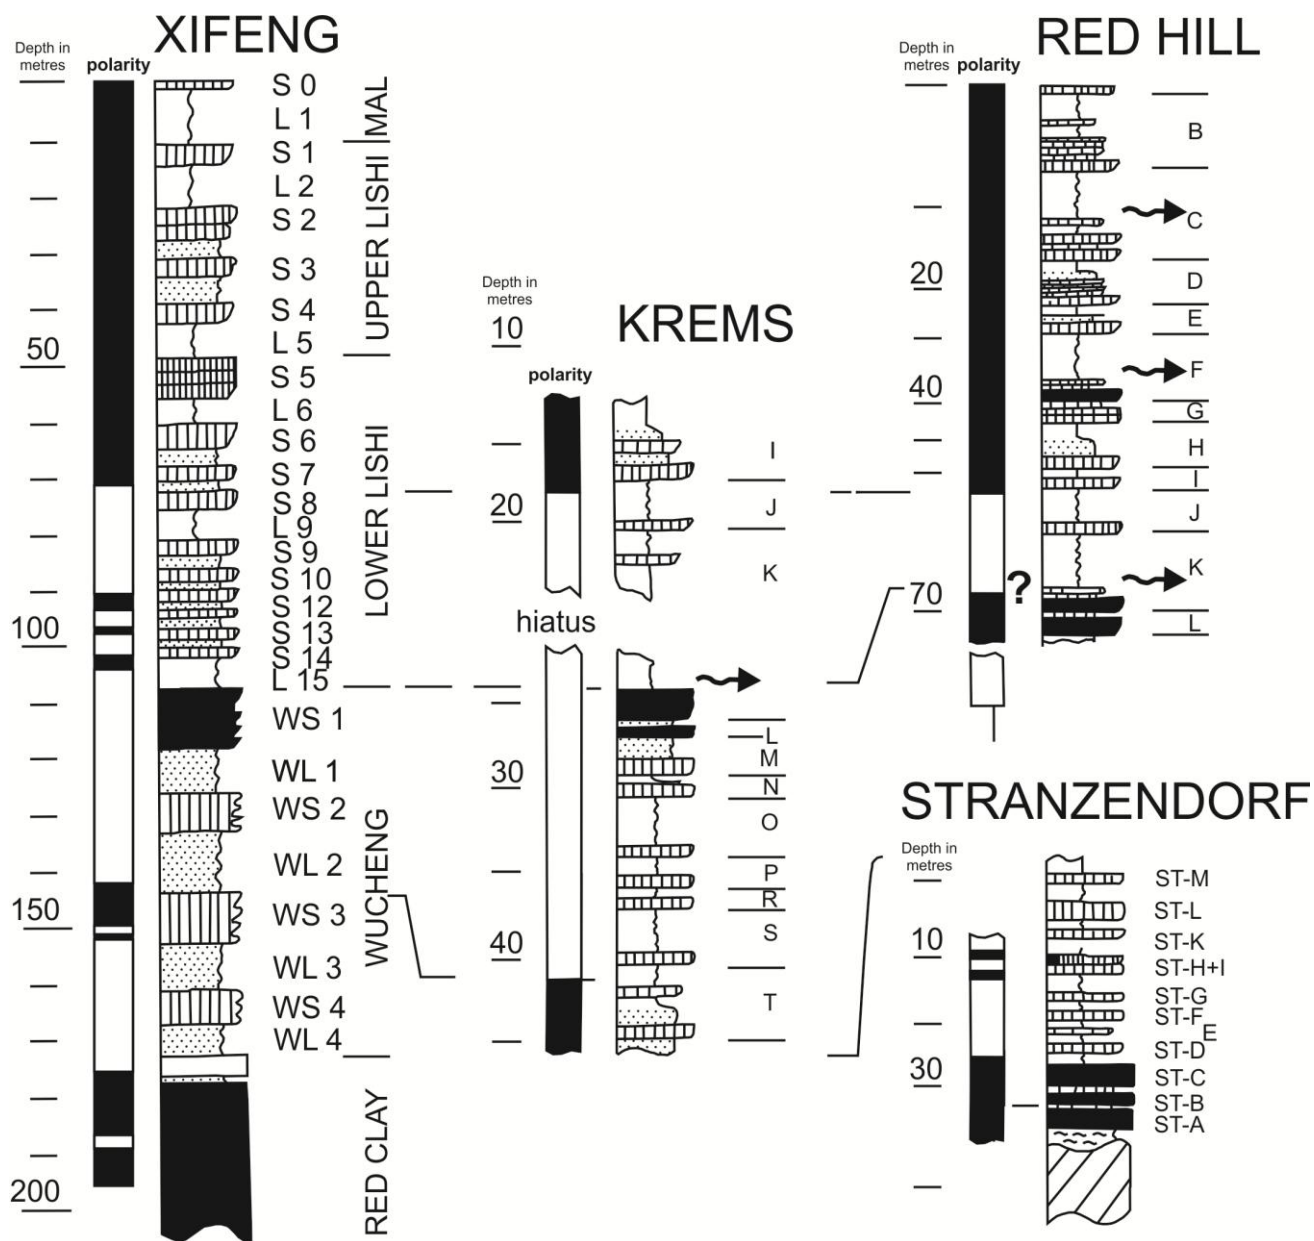 XIFENG
Depth in
metres
polarity
S 0
L 1
S 1
L 2
S 2
S 3
S 4
L 5
S 5
L 6
S 6
S 7
S 8
L 9
S 9
S 10
S 12
S 13
S 14
L 15
WS 1
WL 1
WS 2
WL 2
WS 3
WL 3
WS 4
WL 4
50
100
150
200
MAL
UPPER LISHI
LOWER LISHI
WUCHENG
RED CLAY
KREMS
Depth in
metres
10
polarity
20
hiatus
30
40
I
J
K
L
M
N
O
P
R
S
T
RED HILL
Depth in
metres
polarity
20
40
70
?
B
C
D
E
F
G
H
I
J
K
L
STRANZENDORF
Depth in
metres
10
30
ST-M
ST-L
ST-K
ST-H+I
ST-G
ST-F
E
ST-D
ST-C
ST-B
ST-A